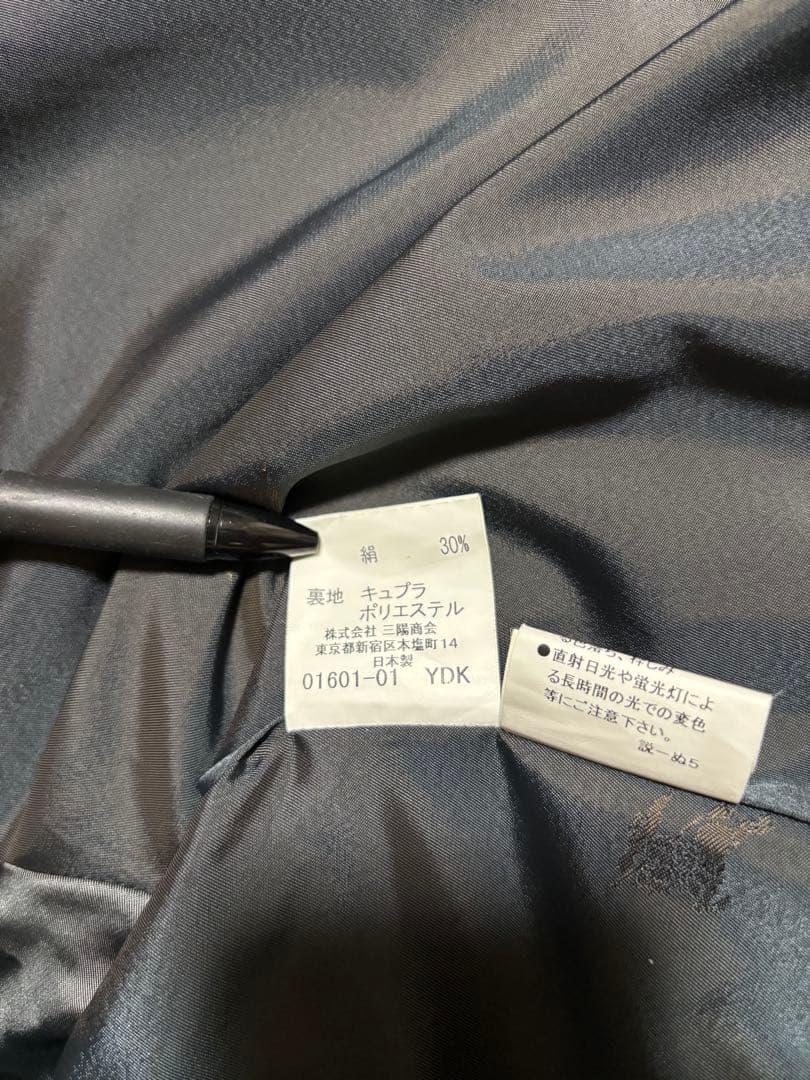 絹 30%
裏地 キュプラ
ポリエステル
株式会社 三陽商会
東京都新宿区本塩町14
日本製
01601-01 YDK
●直射日光や蛍光灯によ
る長時間の光での変色
等にご注意下さい。
説一ぬ5